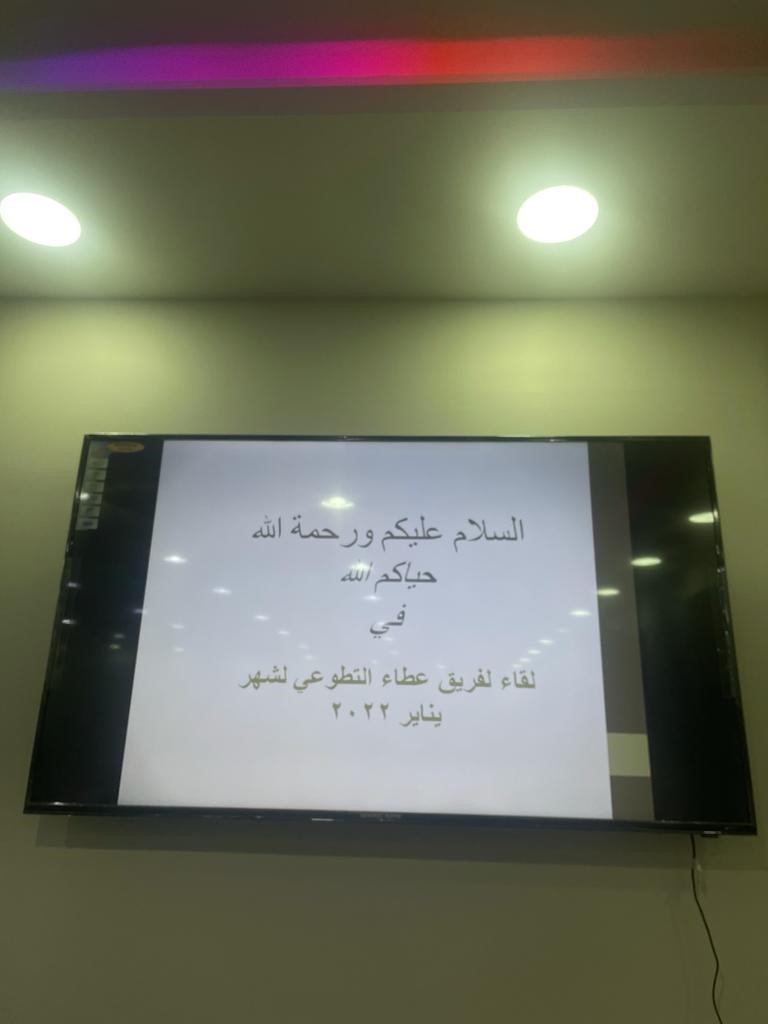 السلام عليكم ورحمة الله
حياكم الله
في
لقاء لفريق عطاء التطوعي لشهر
يناير ٢٠٢٢